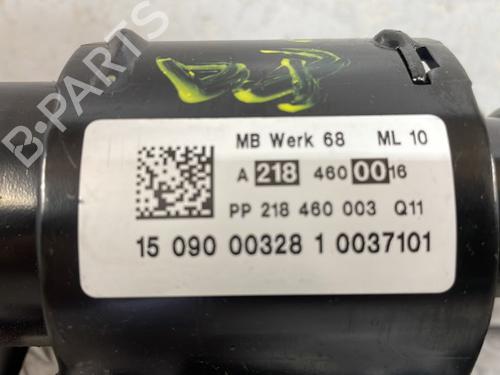 MB Werk 68 ML 10
A 218 460 00 16
PP 218 460 003 Q11
15 090 00328 1 0037101
B-PARTS